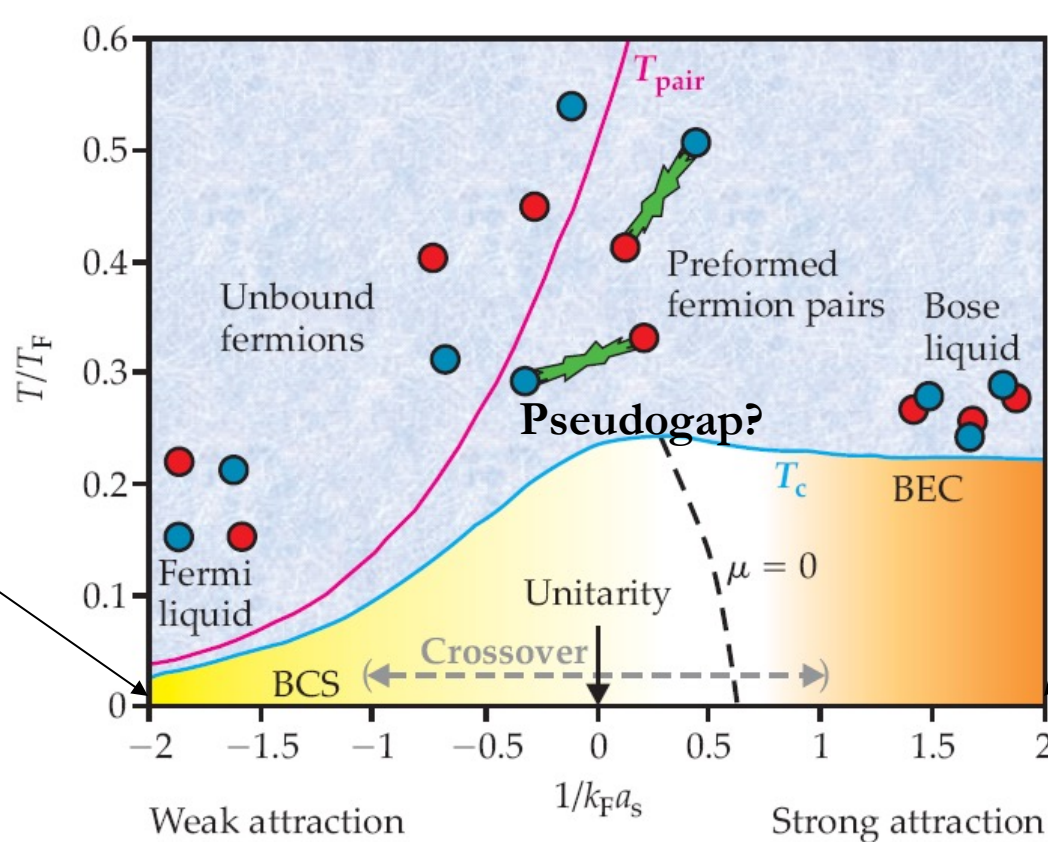 0.6
0.5
0.4
0.3
0.2
0.1
0
T/T_F
T_pair
Unbound
fermions
Preformed
fermion pairs
Bose
liquid
Pseudogap?
T_c
BEC
Fermi
liquid
μ = 0
Unitarity
Crossover
BCS
−2 −1.5 −1 −0.5 0 0.5 1 1.5 2
1/k_F a_s
Weak attraction Strong attraction